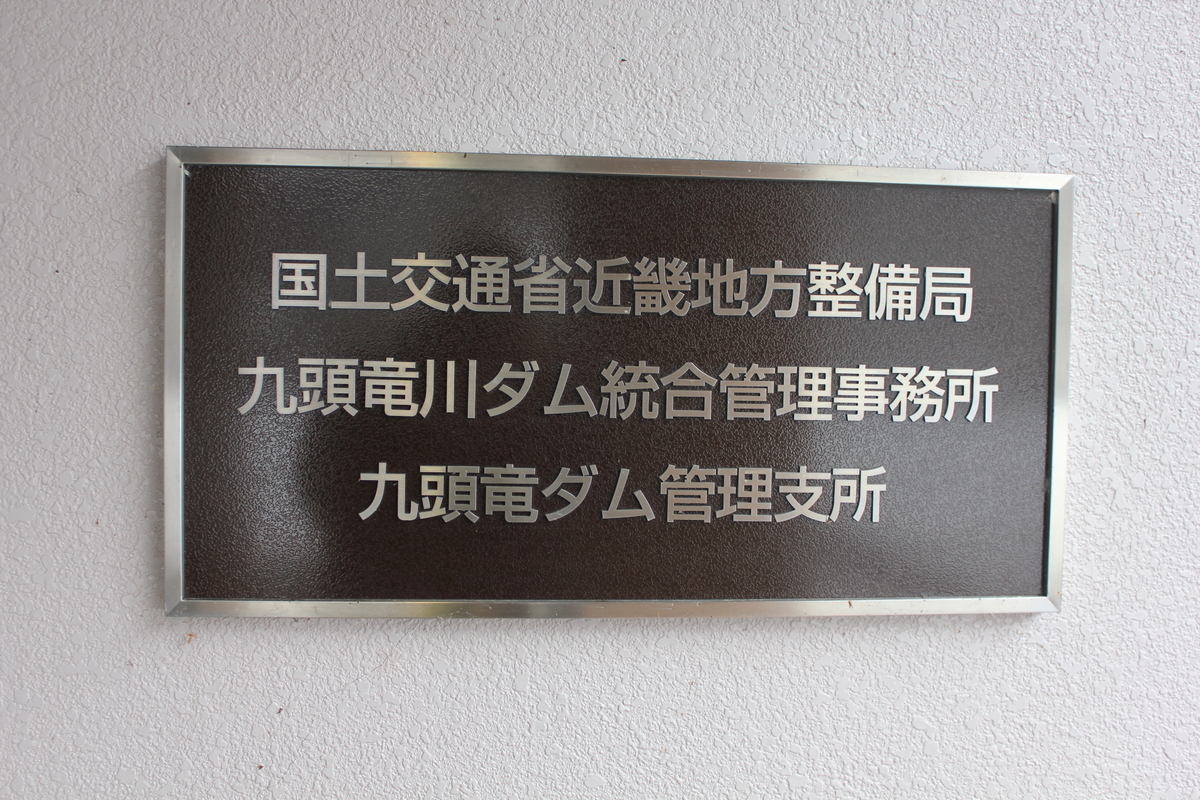 国土交通省近畿地方整備局
九頭竜川ダム統合管理事務所
九頭竜ダム管理支所